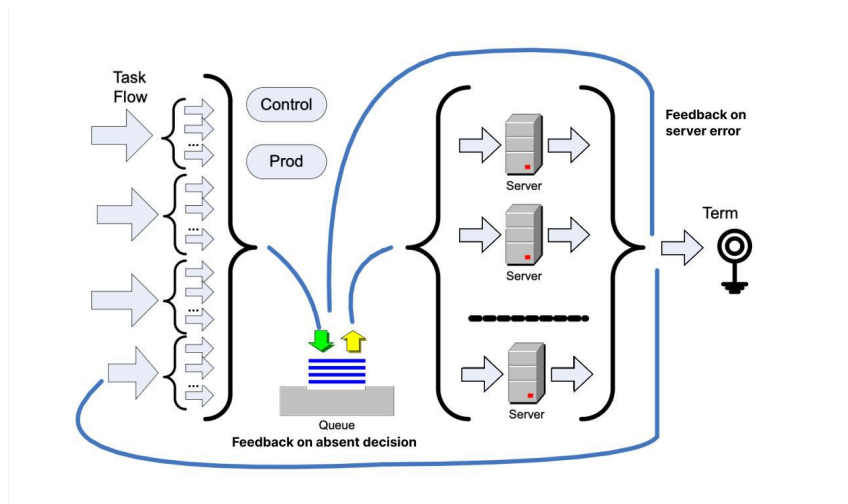 Task
Flow
...
...
...
...
Control
Prod
Queue
Feedback on absent decision
Server
Server
Server
Feedback on
server error
Term